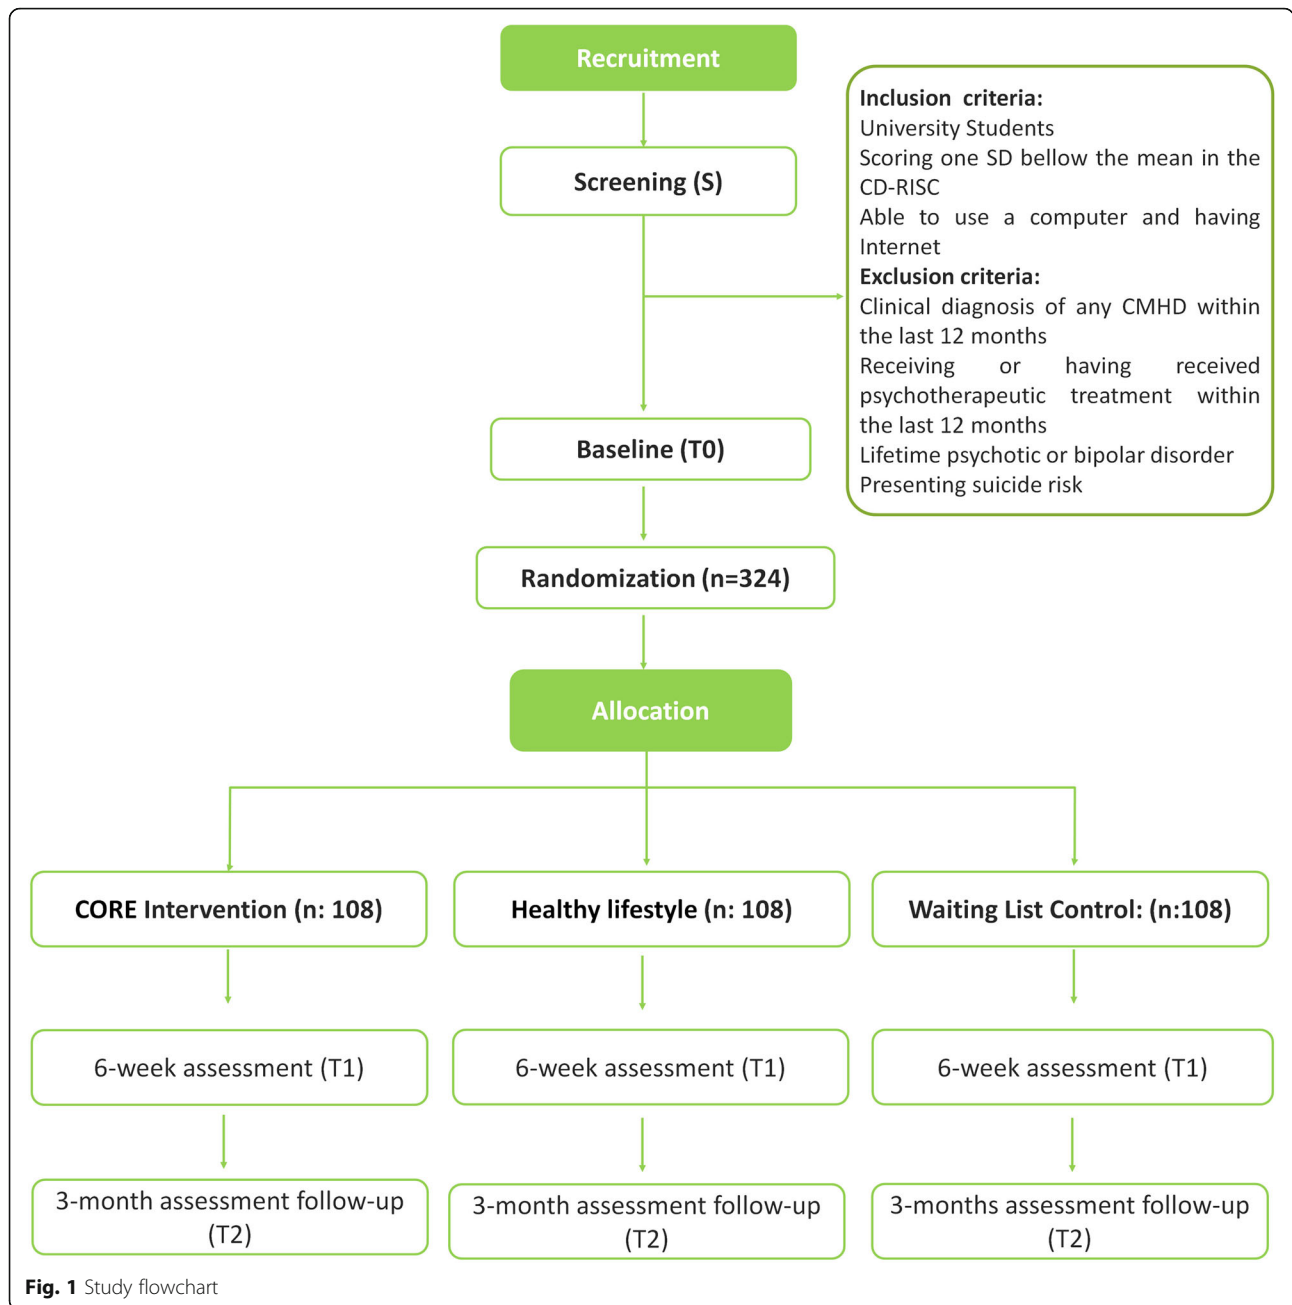 Recruitment
Screening (S)
Inclusion criteria:
University Students
Scoring one SD bellow the mean in the
CD-RISC
Able to use a computer and having
Internet
Exclusion criteria:
Clinical diagnosis of any CMHD within
the last 12 months
Receiving or having received
psychotherapeutic treatment within
the last 12 months
Lifetime psychotic or bipolar disorder
Presenting suicide risk
Baseline (T0)
Randomization (n=324)
Allocation
CORE Intervention (n: 108)
Healthy lifestyle (n: 108)
Waiting List Control: (n:108)
6-week assessment (T1)
6-week assessment (T1)
6-week assessment (T1)
3-month assessment follow-up
(T2)
3-month assessment follow-up
(T2)
3-months assessment follow-up
(T2)
Fig. 1 Study flowchart